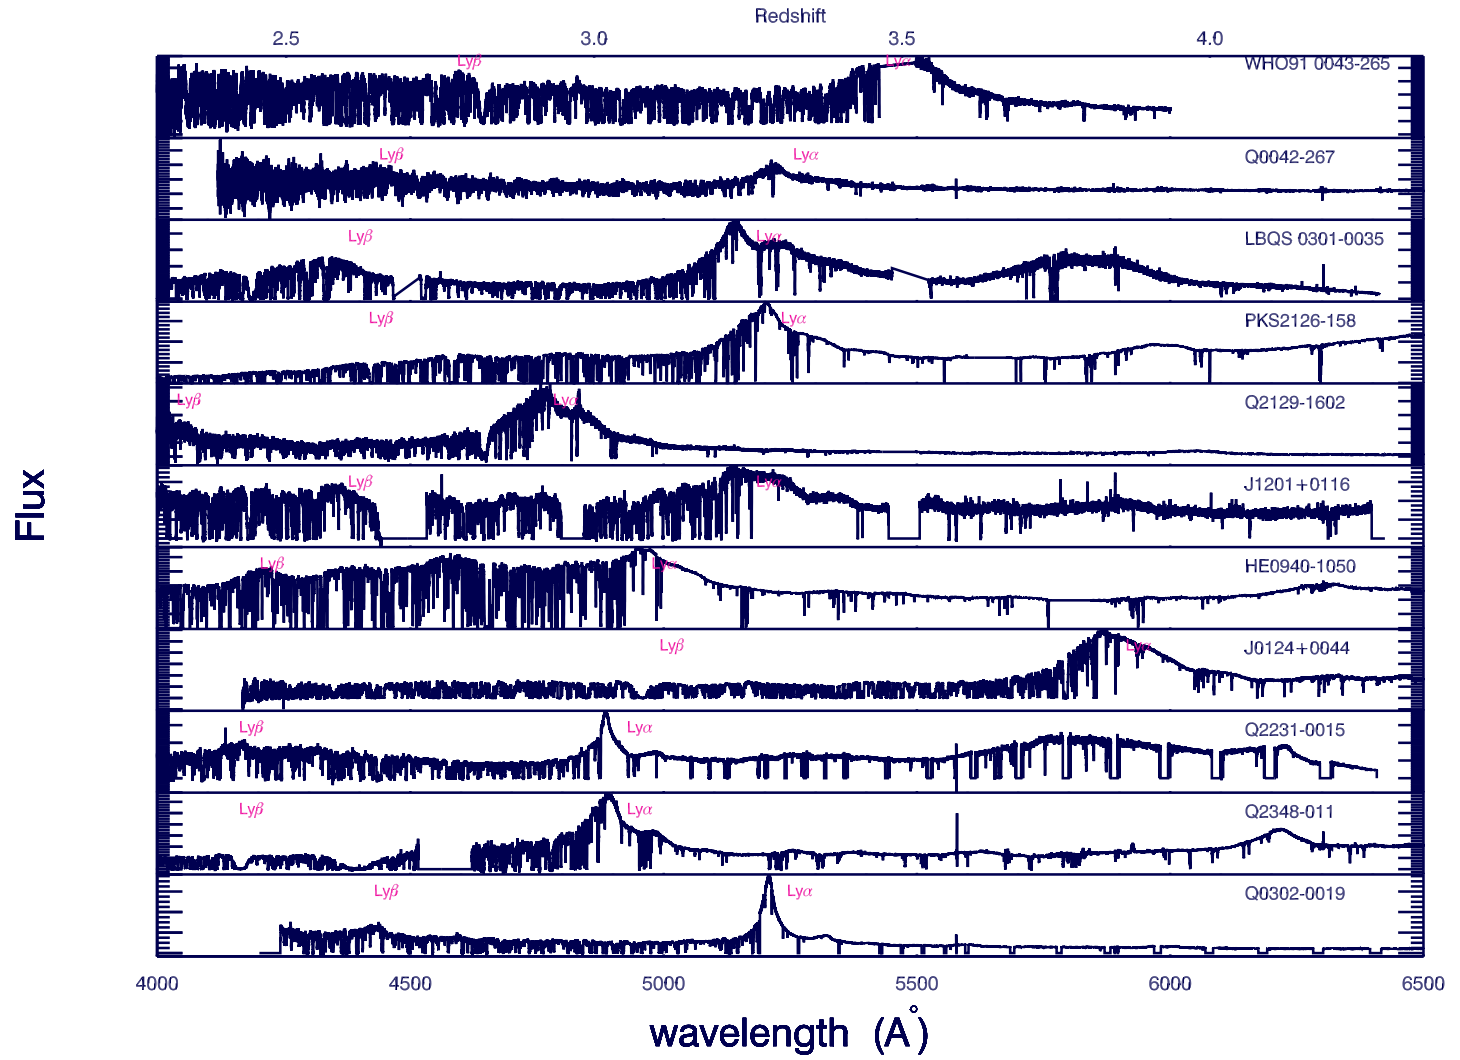 Redshift
2.5 3.0 3.5 4.0
Lyβ Lyα WHO91 0043-265
Lyβ Lyα Q0042-267
Lyβ Lyα LBQS 0301-0035
Lyβ Lyα PKS2126-158
Lyβ Lyα Q2129-1602
Lyβ Lyα J1201+0116
Lyβ Lyα HE0940-1050
Lyβ Lyα J0124+0044
Lyβ Lyα Q2231-0015
Lyβ Lyα Q2348-011
Lyβ Lyα Q0302-0019
Flux
4000 4500 5000 5500 6000 6500
wavelength (A°)